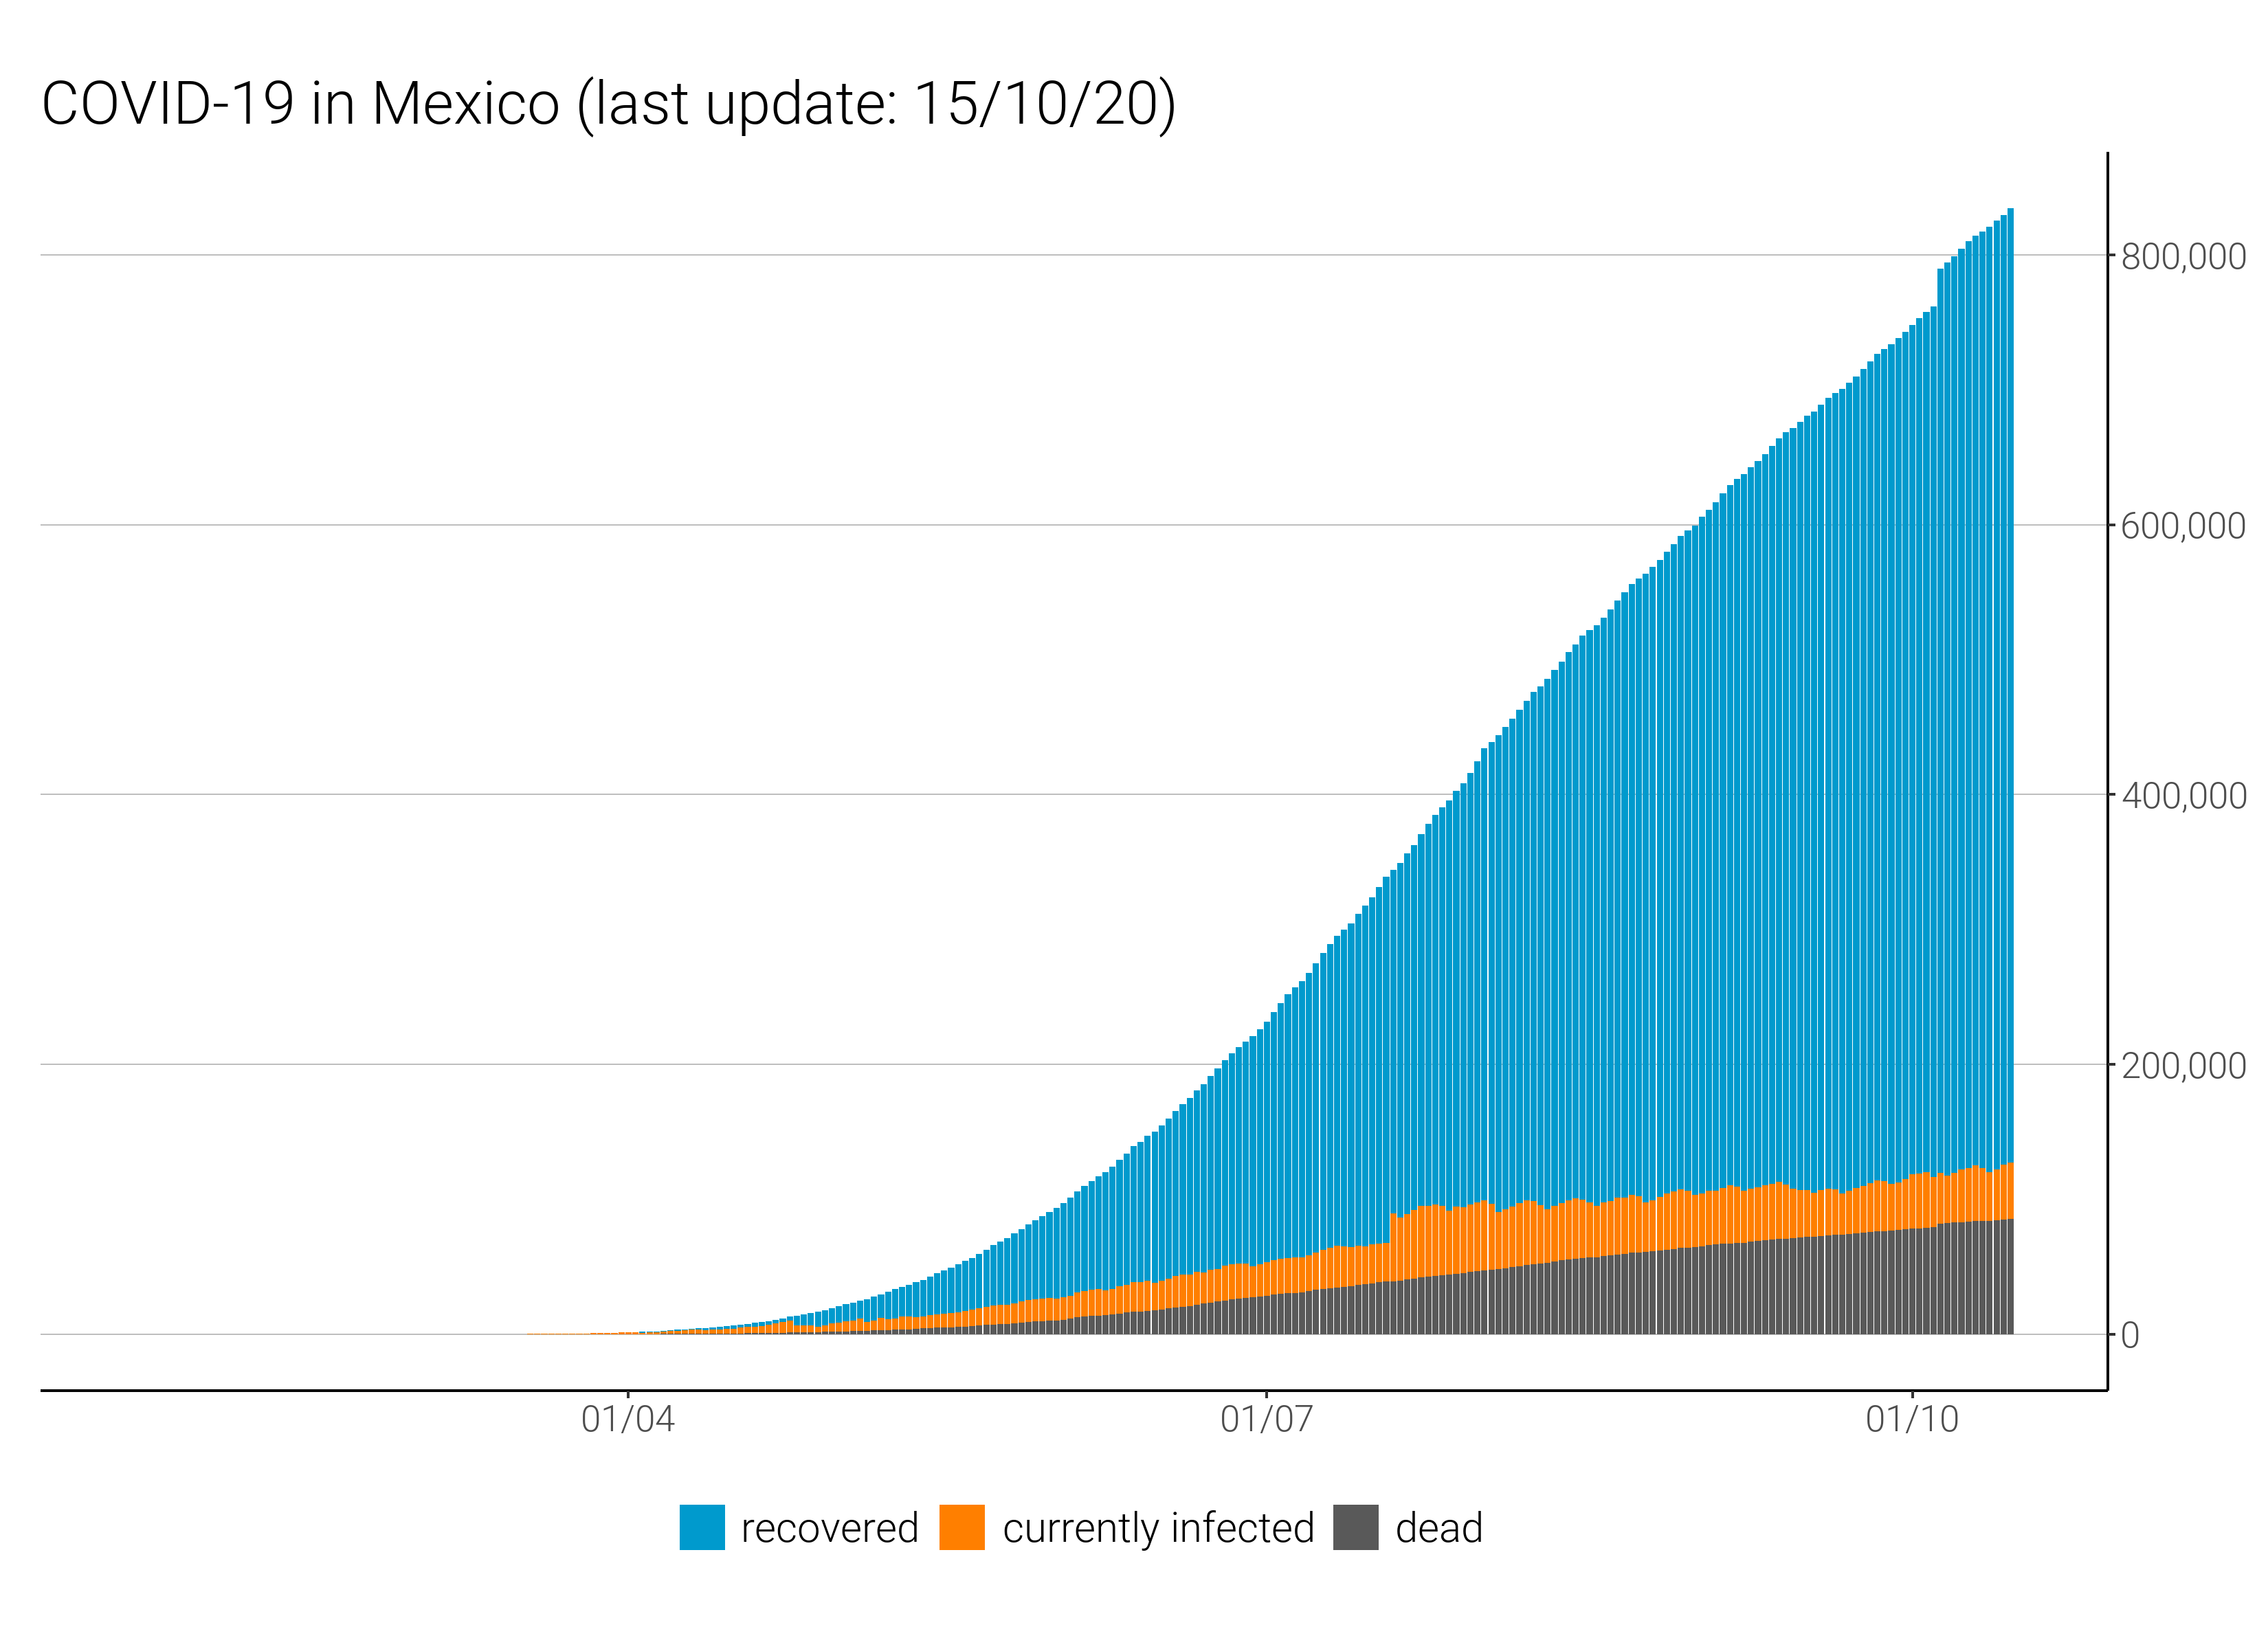 COVID-19 in Mexico (last update: 15/10/20)
800,000
600,000
400,000
200,000
0
01/04 01/07 01/10
recovered currently infected dead